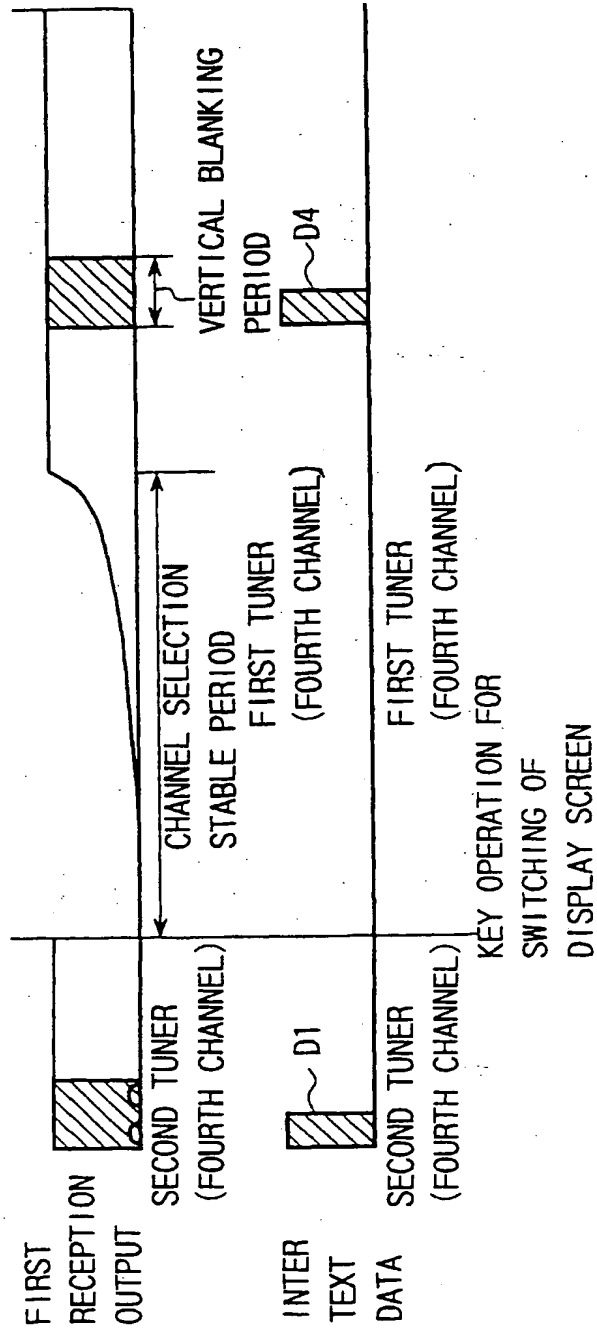 FIRST
RECEPTION
OUTPUT
SECOND TUNER
(FOURTH CHANNEL)
CHANNEL SELECTION
STABLE PERIOD
FIRST TUNER
(FOURTH CHANNEL)
VERTICAL BLANKING
PERIOD
INTER
TEXT
DATA
D1
D4
SECOND TUNER
(FOURTH CHANNEL)
FIRST TUNER
(FOURTH CHANNEL)
KEY OPERATION FOR
SWITCHING OF
DISPLAY SCREEN